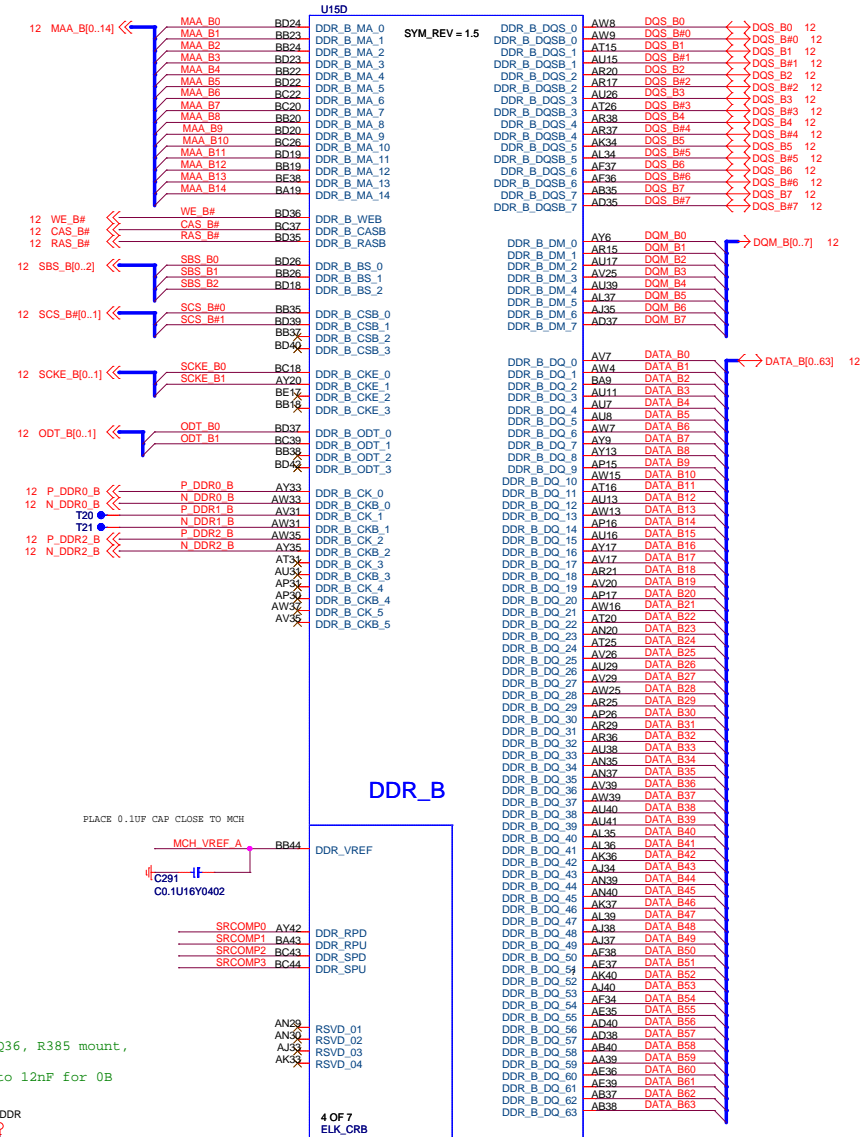 U15D
SYM_REV = 1.5
12 MAA_B[0..14]
MAA_B0 BD24 DDR_B_MA_0
MAA_B1 BB23 DDR_B_MA_1
MAA_B2 BB24 DDR_B_MA_2
MAA_B3 BD23 DDR_B_MA_3
MAA_B4 BB22 DDR_B_MA_4
MAA_B5 BD22 DDR_B_MA_5
MAA_B6 BC22 DDR_B_MA_6
MAA_B7 BC20 DDR_B_MA_7
MAA_B8 BB20 DDR_B_MA_8
MAA_B9 BD20 DDR_B_MA_9
MAA_B10 BC26 DDR_B_MA_10
MAA_B11 BD19 DDR_B_MA_11
MAA_B12 BB19 DDR_B_MA_12
MAA_B13 BE38 DDR_B_MA_13
MAA_B14 BA19 DDR_B_MA_14
12 WE_B# WE_B# BD36 DDR_B_WEB
12 CAS_B# CAS_B# BC37 DDR_B_CASB
12 RAS_B# RAS_B# BD35 DDR_B_RASB
12 SBS_B[0..2] SBS_B0 BD26 DDR_B_BS_0
SBS_B1 BB26 DDR_B_BS_1
SBS_B2 BD18 DDR_B_BS_2
12 SCS_B#[0..1] SCS_B#0 BB35 DDR_B_CSB_0
SCS_B#1 BD39 DDR_B_CSB_1
BB37 DDR_B_CSB_2
BD40 DDR_B_CSB_3
12 SCKE_B[0..1] SCKE_B0 BC18 DDR_B_CKE_0
SCKE_B1 AY20 DDR_B_CKE_1
BE17 DDR_B_CKE_2
BB18 DDR_B_CKE_3
12 ODT_B[0..1] ODT_B0 BD37 DDR_B_ODT_0
ODT_B1 BC39 DDR_B_ODT_1
BB38 DDR_B_ODT_2
BD42 DDR_B_ODT_3
12 P_DDR0_B P_DDR0_B AY33 DDR_B_CK_0
12 N_DDR0_B N_DDR0_B AW33 DDR_B_CKB_0
T20 P_DDR1_B AV31 DDR_B_CK_1
T21 N_DDR1_B AW31 DDR_B_CKB_1
12 P_DDR2_B P_DDR2_B AW35 DDR_B_CK_2
12 N_DDR2_B N_DDR2_B AY35 DDR_B_CKB_2
AT31 DDR_B_CK_3
AU31 DDR_B_CKB_3
AP31 DDR_B_CK_4
AP30 DDR_B_CKB_4
AW37 DDR_B_CK_5
AV35 DDR_B_CKB_5
DDR_B
PLACE 0.1UF CAP CLOSE TO MCH
MCH_VREF_A BB44 DDR_VREF
C291
C0.1U16Y0402
SRCOMP0 AY42 DDR_RPD
SRCOMP1 BA43 DDR_RPU
SRCOMP2 BC43 DDR_SPD
SRCOMP3 BC44 DDR_SPU
AN29 RSVD_01
AN30 RSVD_02
AJ33 RSVD_03
AK33 RSVD_04
Q36, R385 mount,
to 12nF for 0B
DDR
4 OF 7
ELK_CRB
DDR_B_DQS_0 AW8 DQS_B0 DQS_B0 12
DDR_B_DQSB_0 AW9 DQS_B#0 DQS_B#0 12
DDR_B_DQS_1 AT15 DQS_B1 DQS_B1 12
DDR_B_DQSB_1 AU15 DQS_B#1 DQS_B#1 12
DDR_B_DQS_2 AR20 DQS_B2 DQS_B2 12
DDR_B_DQSB_2 AR17 DQS_B#2 DQS_B#2 12
DDR_B_DQS_3 AU26 DQS_B3 DQS_B3 12
DDR_B_DQSB_3 AT26 DQS_B#3 DQS_B#3 12
DDR_B_DQS_4 AR38 DQS_B4 DQS_B4 12
DDR_B_DQSB_4 AR37 DQS_B#4 DQS_B#4 12
DDR_B_DQS_5 AK34 DQS_B5 DQS_B5 12
DDR_B_DQSB_5 AL34 DQS_B#5 DQS_B#5 12
DDR_B_DQS_6 AF37 DQS_B6 DQS_B6 12
DDR_B_DQSB_6 AF36 DQS_B#6 DQS_B#6 12
DDR_B_DQS_7 AB35 DQS_B7 DQS_B7 12
DDR_B_DQSB_7 AD35 DQS_B#7 DQS_B#7 12
DDR_B_DM_0 AY6 DQM_B0 DQM_B[0..7] 12
DDR_B_DM_1 AR15 DQM_B1
DDR_B_DM_2 AU17 DQM_B2
DDR_B_DM_3 AV25 DQM_B3
DDR_B_DM_4 AU39 DQM_B4
DDR_B_DM_5 AL37 DQM_B5
DDR_B_DM_6 AJ35 DQM_B6
DDR_B_DM_7 AD37 DQM_B7
DDR_B_DQ_0 AV7 DATA_B0 DATA_B[0..63] 12
DDR_B_DQ_1 AW4 DATA_B1
DDR_B_DQ_2 BA9 DATA_B2
DDR_B_DQ_3 AU11 DATA_B3
DDR_B_DQ_4 AU7 DATA_B4
DDR_B_DQ_5 AU8 DATA_B5
DDR_B_DQ_6 AW7 DATA_B6
DDR_B_DQ_7 AY9 DATA_B7
DDR_B_DQ_8 AY13 DATA_B8
DDR_B_DQ_9 AP15 DATA_B9
DDR_B_DQ_10 AW15 DATA_B10
DDR_B_DQ_11 AT16 DATA_B11
DDR_B_DQ_12 AU13 DATA_B12
DDR_B_DQ_13 AW13 DATA_B13
DDR_B_DQ_14 AP16 DATA_B14
DDR_B_DQ_15 AU16 DATA_B15
DDR_B_DQ_16 AY17 DATA_B16
DDR_B_DQ_17 AV17 DATA_B17
DDR_B_DQ_18 AR21 DATA_B18
DDR_B_DQ_19 AV20 DATA_B19
DDR_B_DQ_20 AP17 DATA_B20
DDR_B_DQ_21 AW16 DATA_B21
DDR_B_DQ_22 AT20 DATA_B22
DDR_B_DQ_23 AN20 DATA_B23
DDR_B_DQ_24 AT25 DATA_B24
DDR_B_DQ_25 AV26 DATA_B25
DDR_B_DQ_26 AU29 DATA_B26
DDR_B_DQ_27 AV29 DATA_B27
DDR_B_DQ_28 AW25 DATA_B28
DDR_B_DQ_29 AR25 DATA_B29
DDR_B_DQ_30 AP26 DATA_B30
DDR_B_DQ_31 AR29 DATA_B31
DDR_B_DQ_32 AR36 DATA_B32
DDR_B_DQ_33 AU38 DATA_B33
DDR_B_DQ_34 AN35 DATA_B34
DDR_B_DQ_35 AN37 DATA_B35
DDR_B_DQ_36 AV39 DATA_B36
DDR_B_DQ_37 AW39 DATA_B37
DDR_B_DQ_38 AU40 DATA_B38
DDR_B_DQ_39 AU41 DATA_B39
DDR_B_DQ_40 AL35 DATA_B40
DDR_B_DQ_41 AL36 DATA_B41
DDR_B_DQ_42 AK36 DATA_B42
DDR_B_DQ_43 AJ34 DATA_B43
DDR_B_DQ_44 AN39 DATA_B44
DDR_B_DQ_45 AN40 DATA_B45
DDR_B_DQ_46 AK37 DATA_B46
DDR_B_DQ_47 AL39 DATA_B47
DDR_B_DQ_48 AJ38 DATA_B48
DDR_B_DQ_49 AJ37 DATA_B49
DDR_B_DQ_50 AF38 DATA_B50
DDR_B_DQ_51 AE37 DATA_B51
DDR_B_DQ_52 AK40 DATA_B52
DDR_B_DQ_53 AJ40 DATA_B53
DDR_B_DQ_54 AF34 DATA_B54
DDR_B_DQ_55 AE35 DATA_B55
DDR_B_DQ_56 AD40 DATA_B56
DDR_B_DQ_57 AD38 DATA_B57
DDR_B_DQ_58 AB40 DATA_B58
DDR_B_DQ_59 AA39 DATA_B59
DDR_B_DQ_60 AE36 DATA_B60
DDR_B_DQ_61 AE39 DATA_B61
DDR_B_DQ_62 AB37 DATA_B62
DDR_B_DQ_63 AB38 DATA_B63